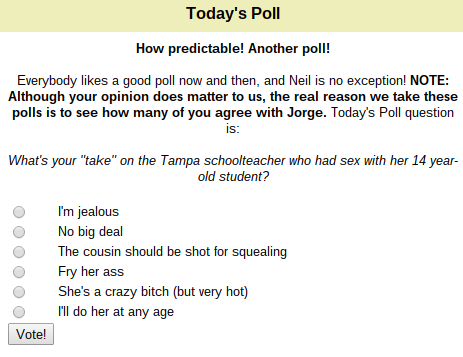 Today's Poll
How predictable! Another poll!
Everybody likes a good poll now and then, and Neil is no exception! NOTE:
Although your opinion does matter to us, the real reason we take these
polls is to see how many of you agree with Jorge. Today's Poll question
is:
What's your "take" on the Tampa schoolteacher who had sex with her 14 year-
old student?
I'm jealous
No big deal
The cousin should be shot for squealing
Fry her ass
She's a crazy bitch (but very hot)
I'll do her at any age
Vote!